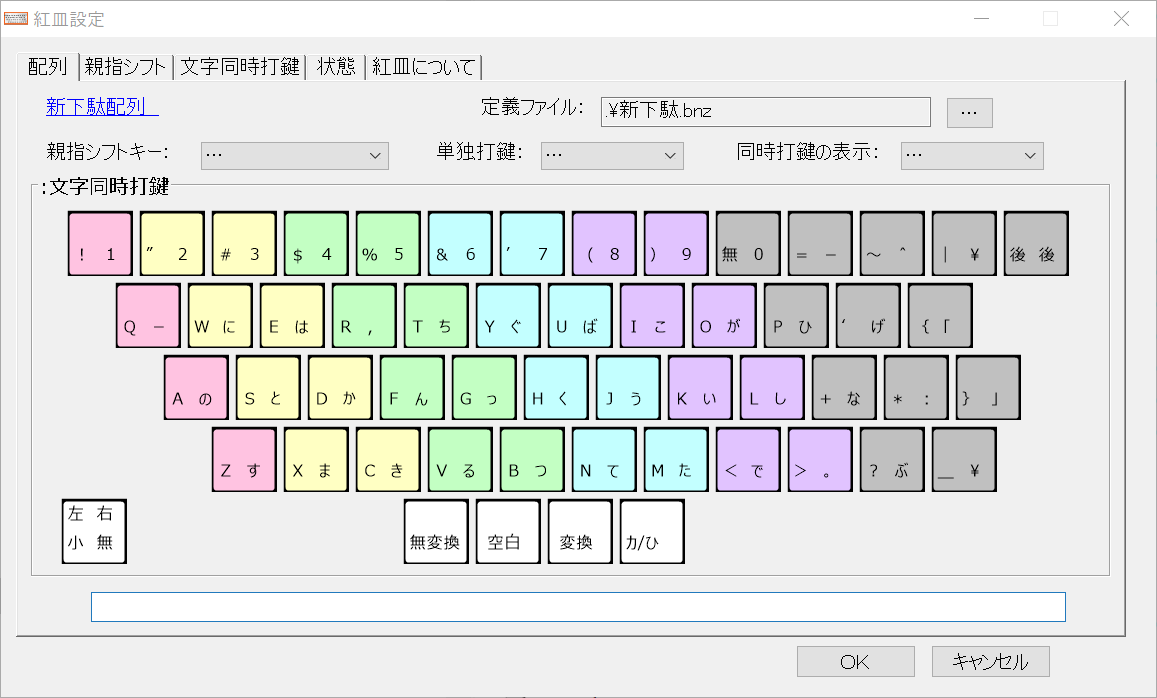 紅皿設定
配列 親指シフト 文字同時打鍵 状態 紅皿について
新下駄配列 定義ファイル: .¥新下駄.bnz ...
親指シフトキー: ... 単独打鍵: ... 同時打鍵の表示: ...
:文字同時打鍵
! 1 ″ 2 # 3 $ 4 % 5 & 6 ′ 7 ( 8 ) 9 無 0 = − ～ ＾ | ¥ 後 後
Q − W に E は R , T ち Y ぐ U ば I こ O が P ひ ‘ げ { 「
A の S と D か F ん G っ H く J う K い L し + な * : } 」
Z す X ま C き V る B つ N て M た < で > 。 ? ぶ _ ¥
左 右
小 無 無変換 空白 変換 カ/ひ
OK キャンセル